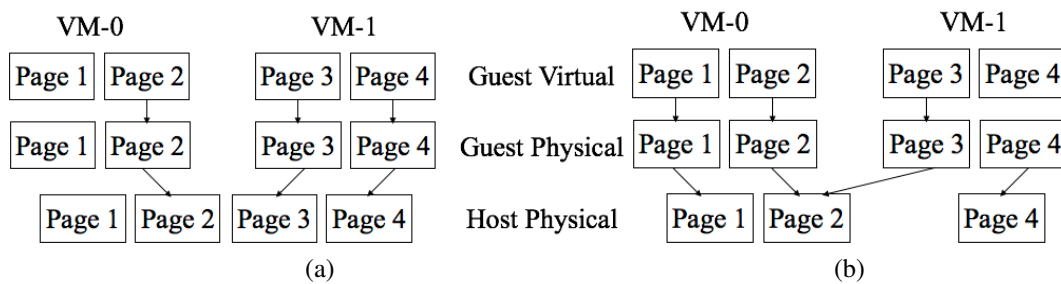 VM-0 VM-1
Page 1 Page 2 Page 3 Page 4 Guest Virtual Page 1 Page 2 Page 3 Page 4
Page 1 Page 2 Page 3 Page 4 Guest Physical Page 1 Page 2 Page 3 Page 4
Page 1 Page 2 Page 3 Page 4 Host Physical Page 1 Page 2 Page 4
(a) (b)
VM-0 VM-1